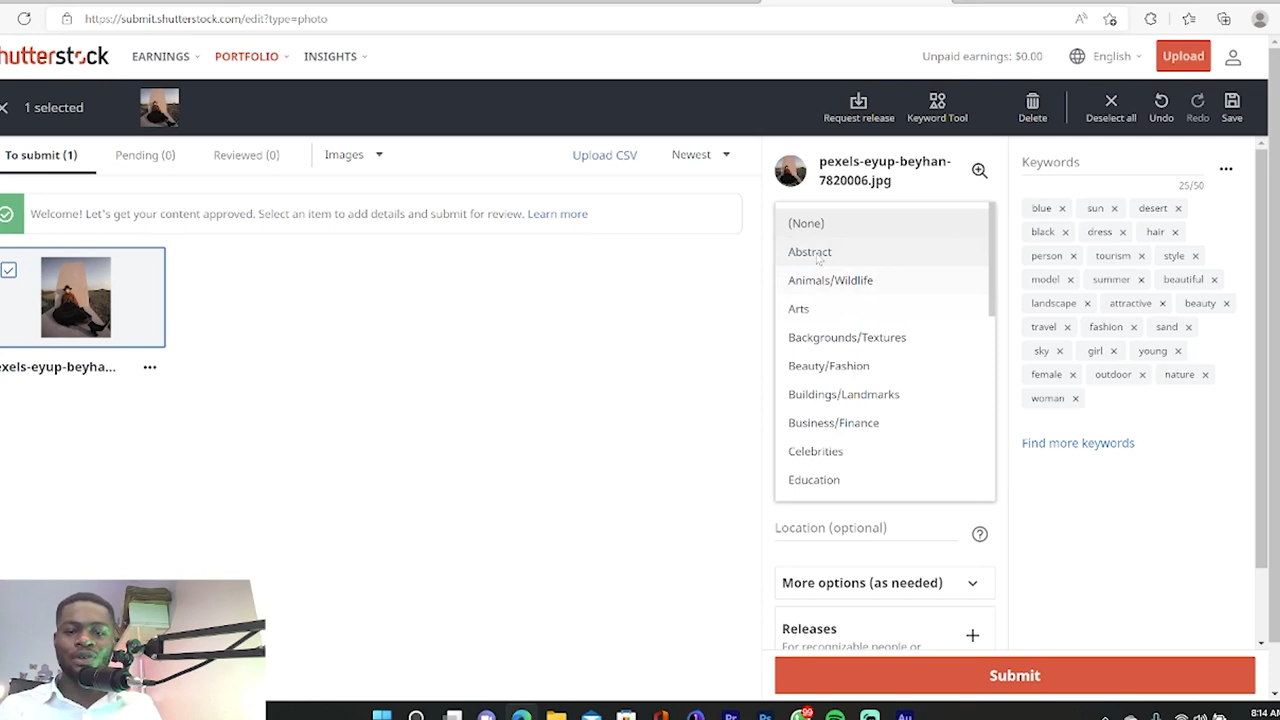 https://submit.shutterstock.com/edit?type=photo
hutterstock
EARNINGS
PORTFOLIO
INSIGHTS
Unpaid earnings: $0.00
English
Upload
1 selected
Request release
Keyword Tool
Delete
Deselect all
Undo
Redo
Save
To submit (1)
Pending (0)
Reviewed (0)
Images
Upload CSV
Newest
Welcome! Let's get your content approved. Select an item to add details and submit for review. Learn more
exels-eyup-beyha...
pexels-eyup-beyhan-
7820006.jpg
(None)
Abstract
Animals/Wildlife
Arts
Backgrounds/Textures
Beauty/Fashion
Buildings/Landmarks
Business/Finance
Celebrities
Education
Location (optional)
More options (as needed)
Releases
For recognizable people or
Keywords
25/50
blue sun desert
black dress hair
person tourism style
model summer beautiful
landscape attractive beauty
travel fashion sand
sky girl young
female outdoor nature
woman
Find more keywords
Submit
99
8:14 AM